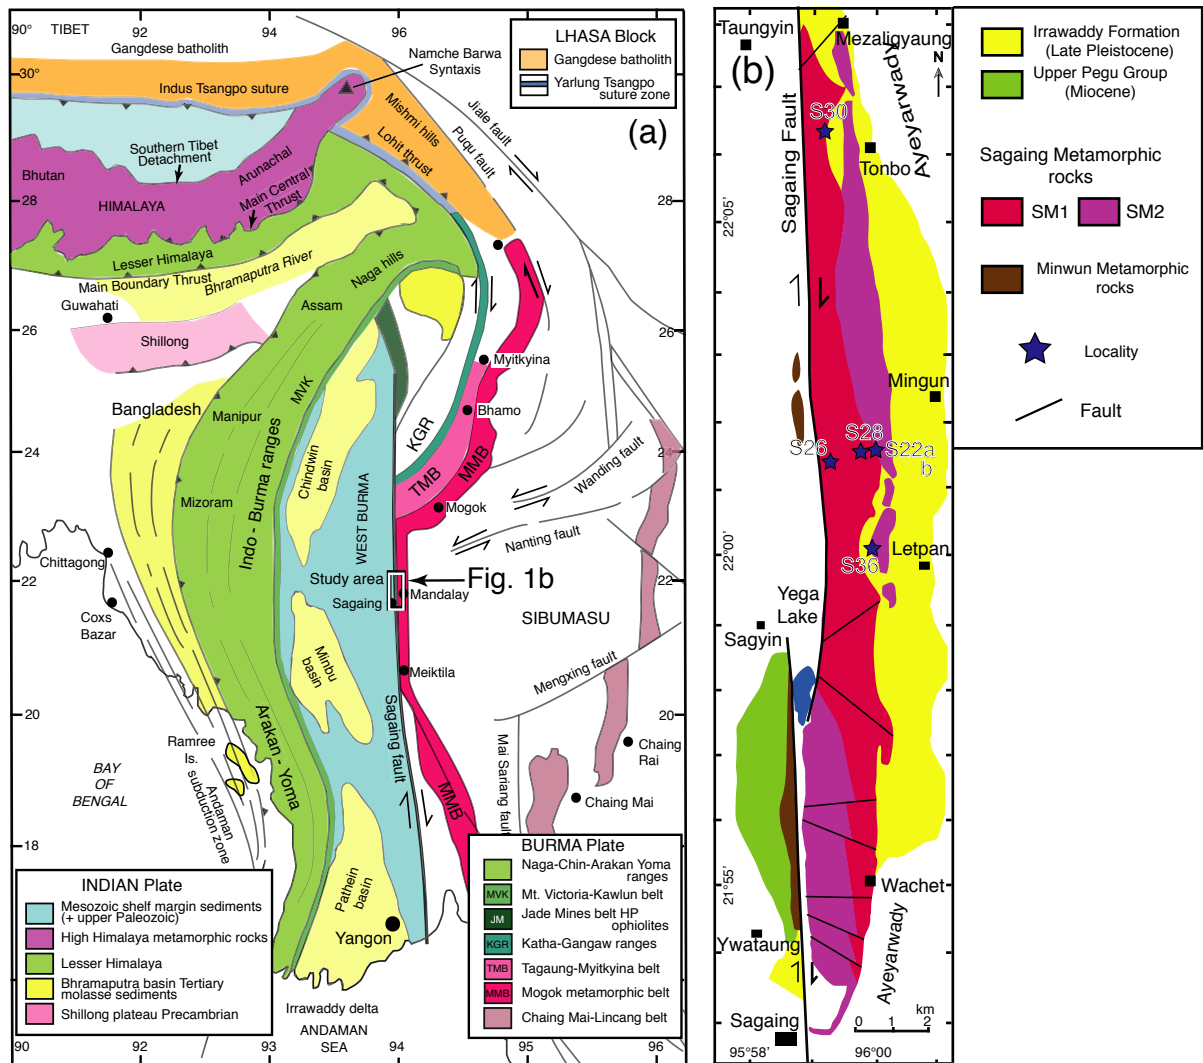 90°
TIBET
92
94
96
Gangdese batholith
30°
Indus Tsangpo suture
LHASA Block
Gangdese batholith
Yarlung Tsangpo
suture zone
Namche Barwa
Syntaxis
(a)
Mishmi hills
Lohit thrust
Puqu fault
Jiale fault
Southern Tibet
Detachment
Arunachal
Main Central
Thrust
Bhutan
HIMALAYA
28
28
Lesser Himalaya
Main Boundary Thrust
Bhramaputra River
Naga hills
Guwahati
Assam
26
26
Shillong
Myitkyina
Bangladesh
Manipur
MVK
Bhamo
KGR
24
24
Chindwin
basin
TMB
MMB
Wanding fault
Mizoram
Indo - Burma ranges
WEST BURMA
Mogok
Nanting fault
Chittagong
22
22
Study area
Fig. 1b
Sagaing
Mandalay
Coxs
Bazar
SIBUMASU
Minbu
basin
Meiktila
Mengxing fault
20
20
Sagaing fault
Arakan - Yoma
Ramree
Is.
Mai Sariang fault
Chaing
Rai
BAY
OF
BENGAL
Andaman
subduction zone
MMB
Chaing Mai
18
Pathein
basin
Yangon
Irrawaddy delta
ANDAMAN
SEA
INDIAN Plate
Mesozoic shelf margin sediments
(+ upper Paleozoic)
High Himalaya metamorphic rocks
Lesser Himalaya
Bhramaputra basin Tertiary
molasse sediments
Shillong plateau Precambrian
BURMA Plate
Naga-Chin-Arakan Yoma
ranges
MVK
Mt. Victoria-Kawlun belt
JM
Jade Mines belt HP
ophiolites
KGR
Katha-Gangaw ranges
TMB
Tagaung-Myitkyina belt
MMB
Mogok metamorphic belt
Chaing Mai-Lincang belt
90
92
94
96
(b)
Taungyin
Mezaligyaung
N
S30
Tonbo
Ayeyarwady
Sagaing Fault
22°05'
Mingun
S26
S28
S22a
b
22°00'
Letpan
S36
Yega
Lake
Sagyin
21°55'
Wachet
Ywataung
Ayeyarwady
Sagaing
km
0
1
2
95°58'
96°00
Irrawaddy Formation
(Late Pleistocene)
Upper Pegu Group
(Miocene)
Sagaing Metamorphic
rocks
SM1
SM2
Minwun Metamorphic
rocks
Locality
Fault